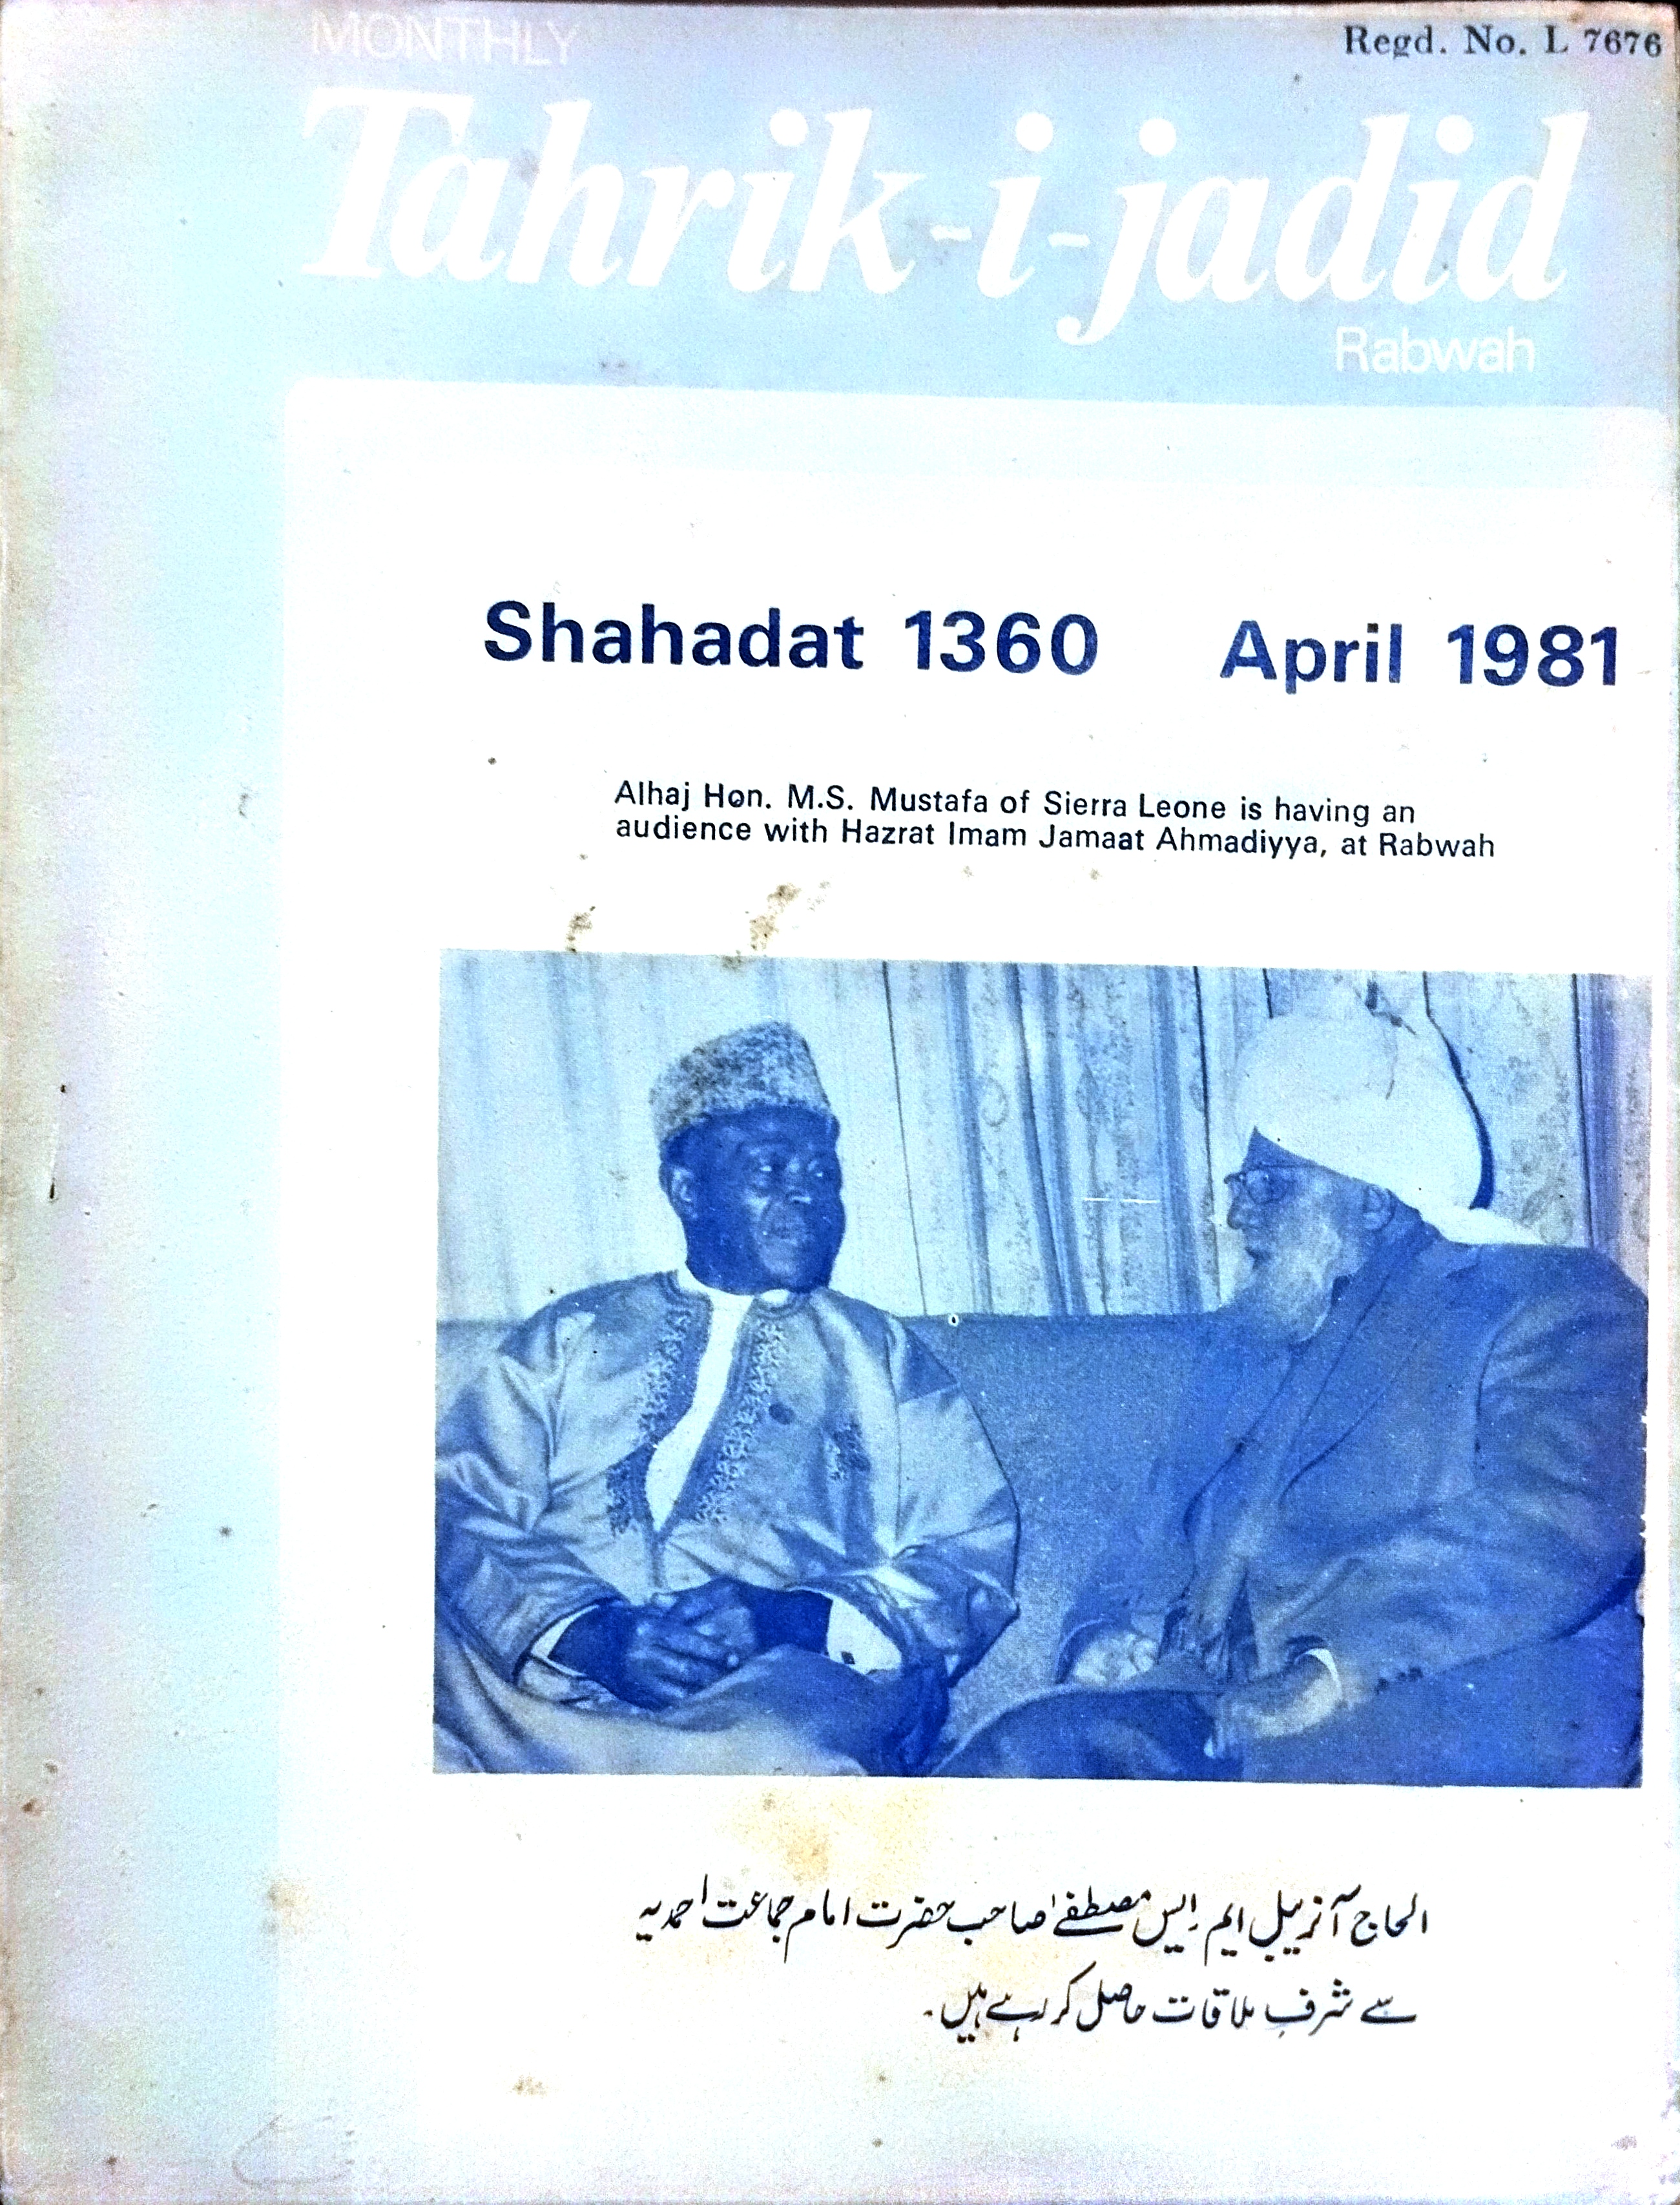 MONTHLY
Regd. No. L 7676
Tahrik-i-jadid
Rabwah
Shahadat 1360 April 1981
Alhaj Hon. M.S. Mustafa of Sierra Leone is having an
audience with Hazrat Imam Jamaat Ahmadiyya, at Rabwah
الحاج آنریبل ایم ایس مصطفےٰ صاحب حضرت امام جماعت احمدیہ
سے شرفِ ملاقات حاصل کر رہے ہیں۔